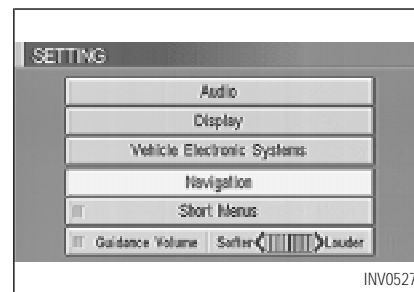 SETTING
Audio
Display
Vehicle Electronic Systems
Navigation
Short Menus
Guidance Volume Softer Louder
INV0527